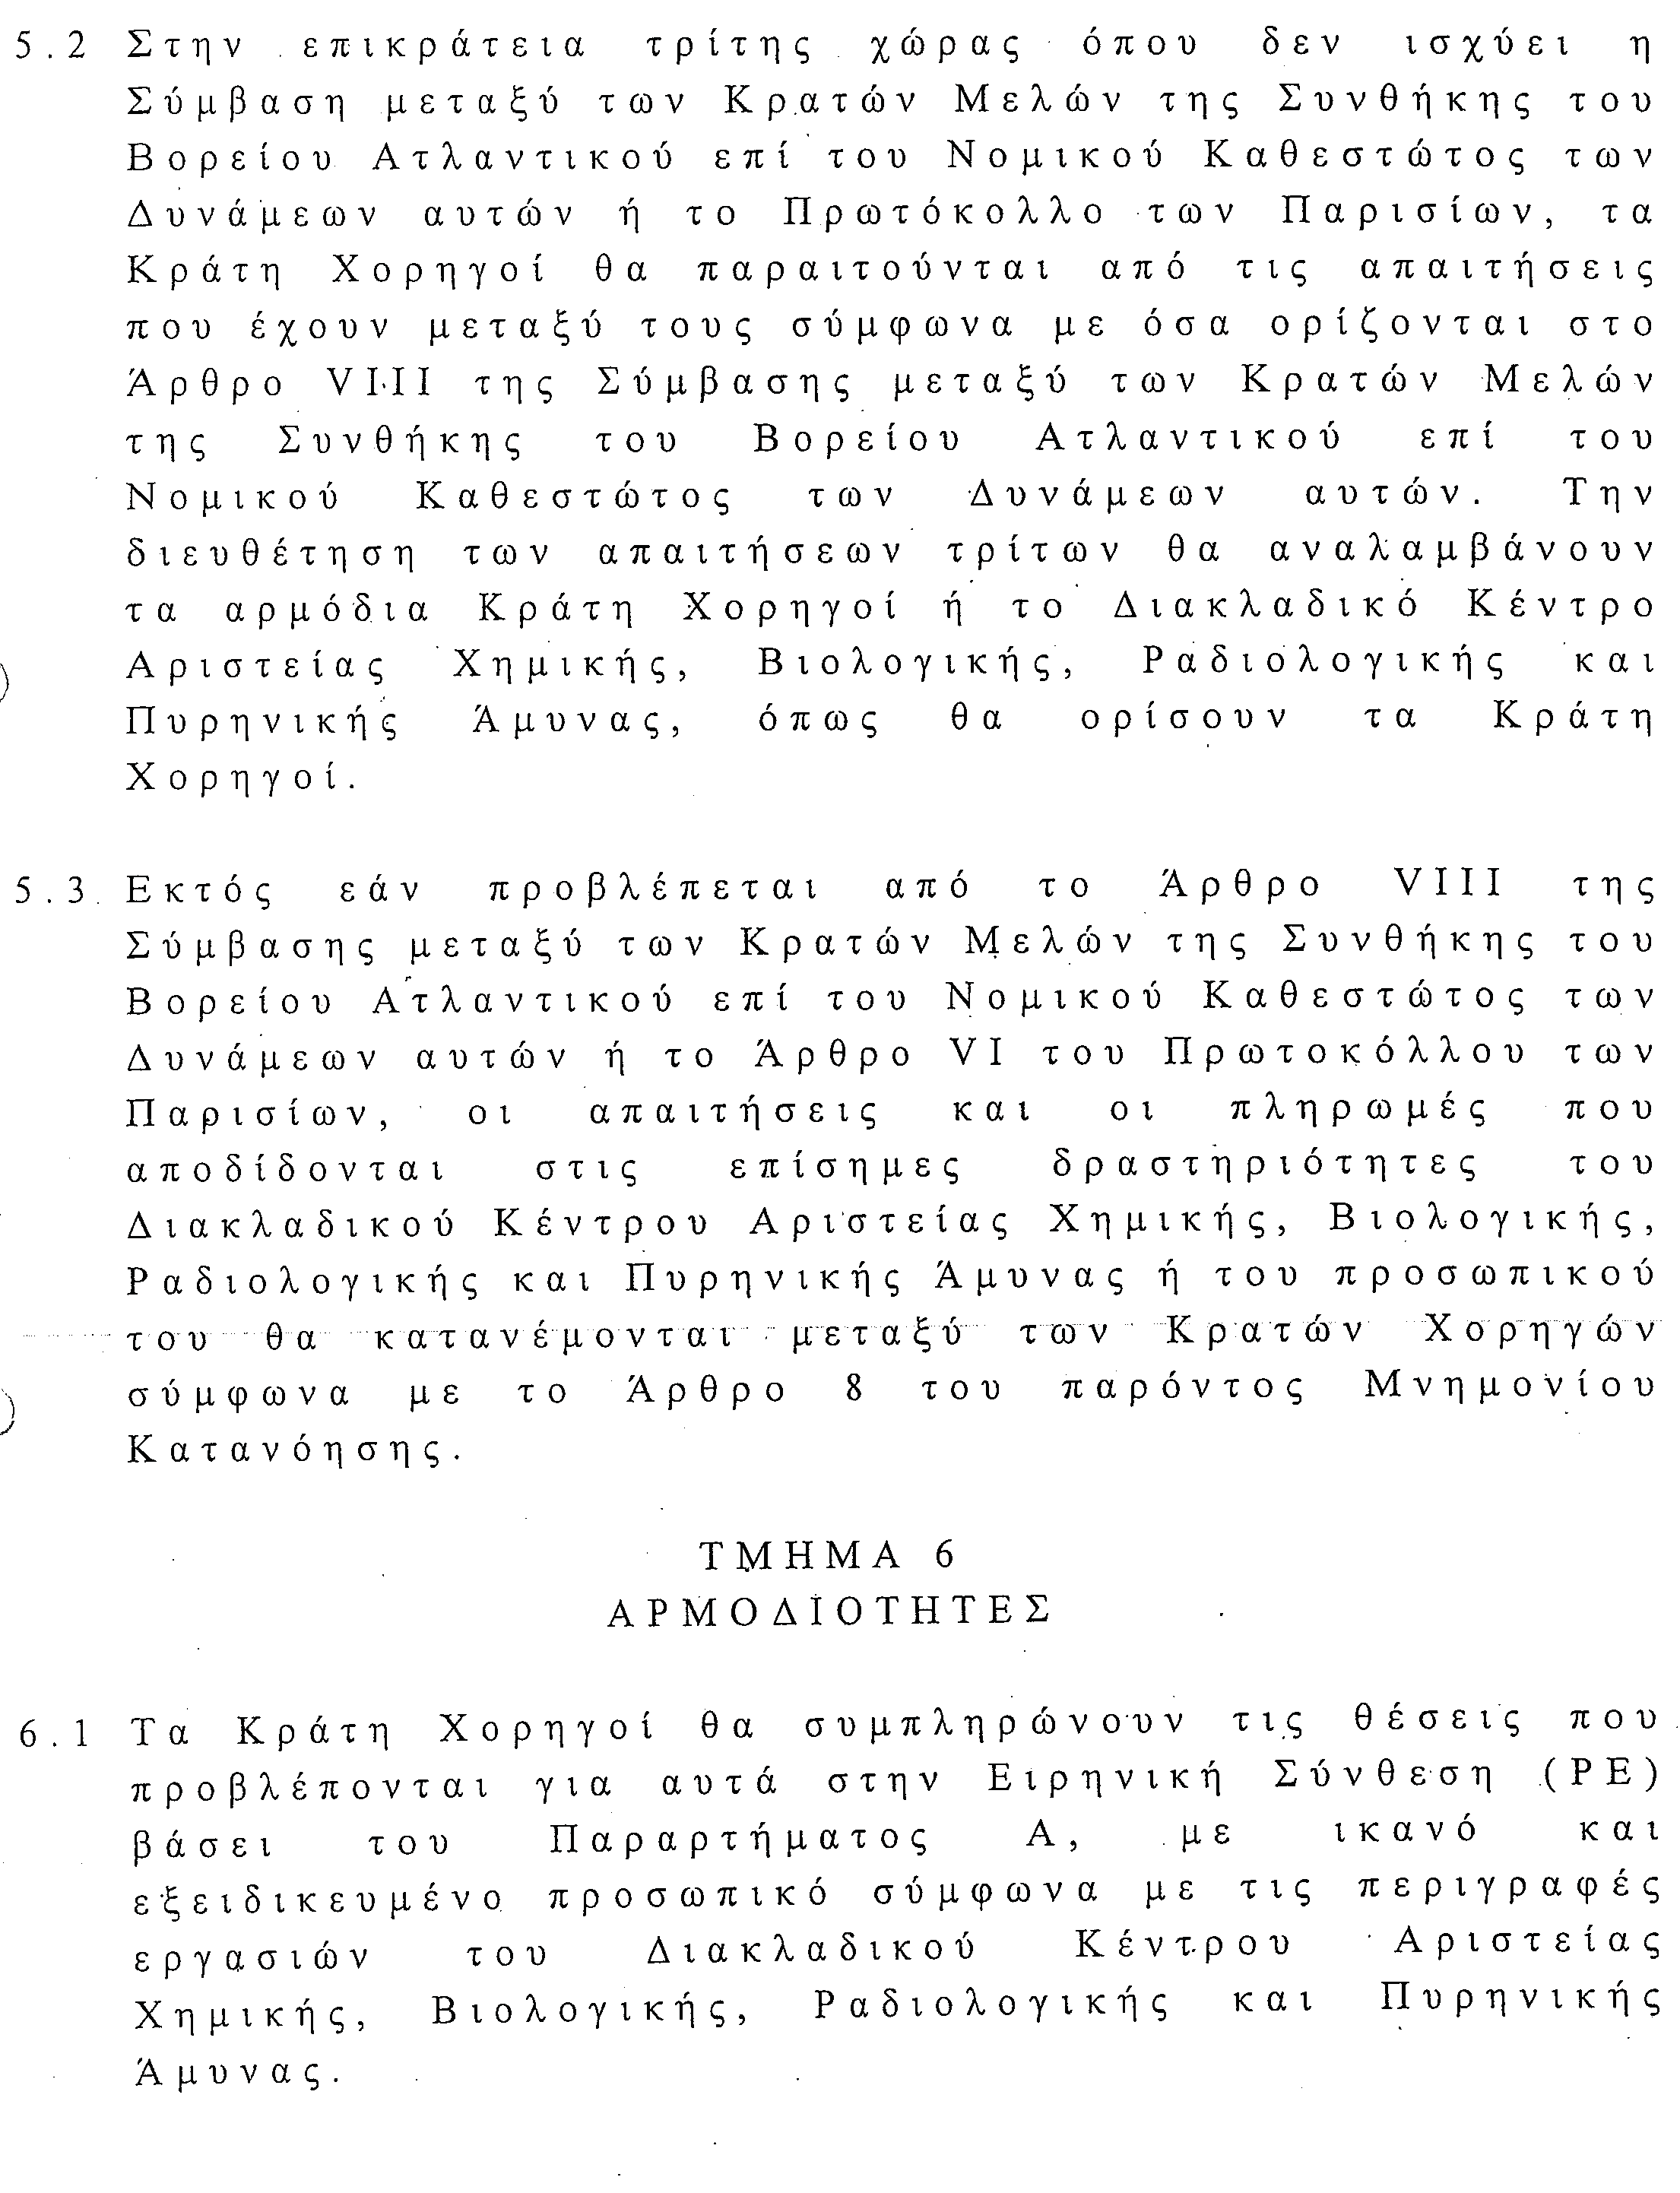 5.2 Στην επικράτεια τρίτης χώρας όπου δεν ισχύει η
Σύμβαση μεταξύ των Κρατών Μελών της Συνθήκης του
Βορείου Ατλαντικού επί του Νομικού Καθεστώτος των
Δυνάμεων αυτών ή το Πρωτόκολλο των Παρισίων, τα
Κράτη Χορηγοί θα παραιτούνται από τις απαιτήσεις
που έχουν μεταξύ τους σύμφωνα με όσα ορίζονται στο
Άρθρο VIII της Σύμβασης μεταξύ των Κρατών Μελών
της Συνθήκης του Βορείου Ατλαντικού επί του
Νομικού Καθεστώτος των Δυνάμεων αυτών. Την
διευθέτηση των απαιτήσεων τρίτων θα αναλαμβάνουν
τα αρμόδια Κράτη Χορηγοί ή το Διακλαδικό Κέντρο
Αριστείας Χημικής, Βιολογικής, Ραδιολογικής και
Πυρηνικής Άμυνας, όπως θα ορίσουν τα Κράτη
Χορηγοί.
5.3 Εκτός εάν προβλέπεται από το Άρθρο VIII της
Σύμβασης μεταξύ των Κρατών Μελών της Συνθήκης του
Βορείου Ατλαντικού επί του Νομικού Καθεστώτος των
Δυνάμεων αυτών ή το Άρθρο VI του Πρωτοκόλλου των
Παρισίων, οι απαιτήσεις και οι πληρωμές που
αποδίδονται στις επίσημες δραστηριότητες του
Διακλαδικού Κέντρου Αριστείας Χημικής, Βιολογικής,
Ραδιολογικής και Πυρηνικής Άμυνας ή του προσωπικού
του θα κατανέμονται μεταξύ των Κρατών Χορηγών
σύμφωνα με το Άρθρο 8 του παρόντος Μνημονίου
Κατανόησης.
ΤΜΗΜΑ 6
ΑΡΜΟΔΙΟΤΗΤΕΣ
6.1 Τα Κράτη Χορηγοί θα συμπληρώνουν τις θέσεις που
προβλέπονται για αυτά στην Ειρηνική Σύνθεση (PE)
βάσει του Παραρτήματος Α, με ικανό και
εξειδικευμένο προσωπικό σύμφωνα με τις περιγραφές
εργασιών του Διακλαδικού Κέντρου Αριστείας
Χημικής, Βιολογικής, Ραδιολογικής και Πυρηνικής
Άμυνας.